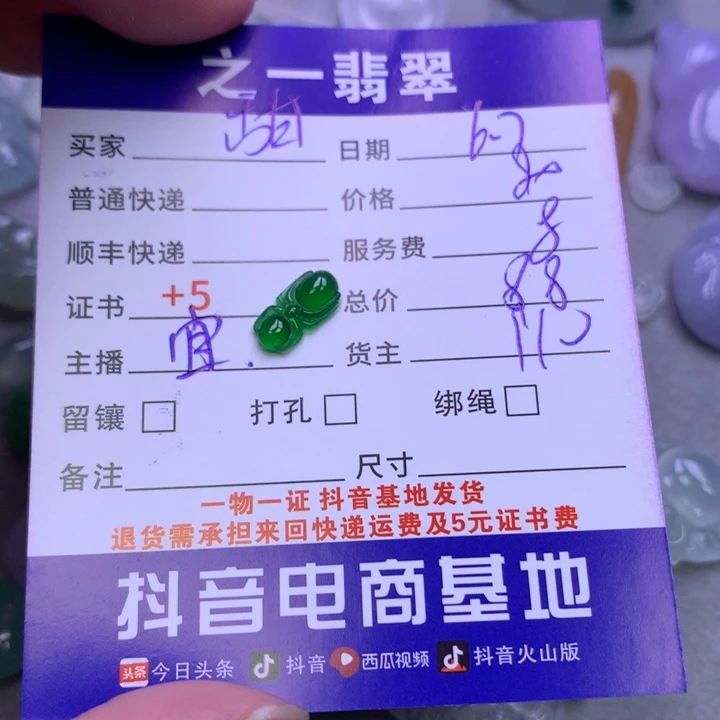 之一翡翠
买家 日期
普通快递 价格
顺丰快递 服务费
证书 +5 总价 88
主播 宜. 货主 110
留镶 打孔 绑绳
备注 尺寸
一物一证 抖音基地发货
退货需承担来回快递运费及5元证书费
抖音电商基地
头条 今日头条 抖音 西瓜视频 抖音火山版